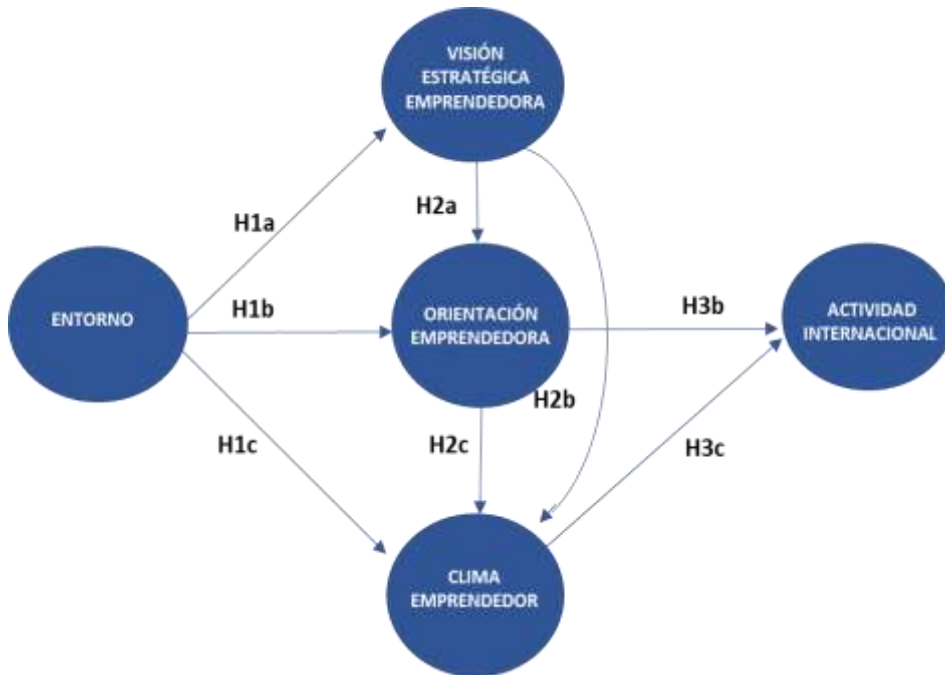 VISIÓN
ESTRATÉGICA
EMPRENDEDORA
H1a
H2a
ENTORNO
H1b
ORIENTACIÓN
EMPRENDEDORA
H3b
ACTIVIDAD
INTERNACIONAL
H2b
H1c
H2c
H3c
CLIMA
EMPRENDEDOR